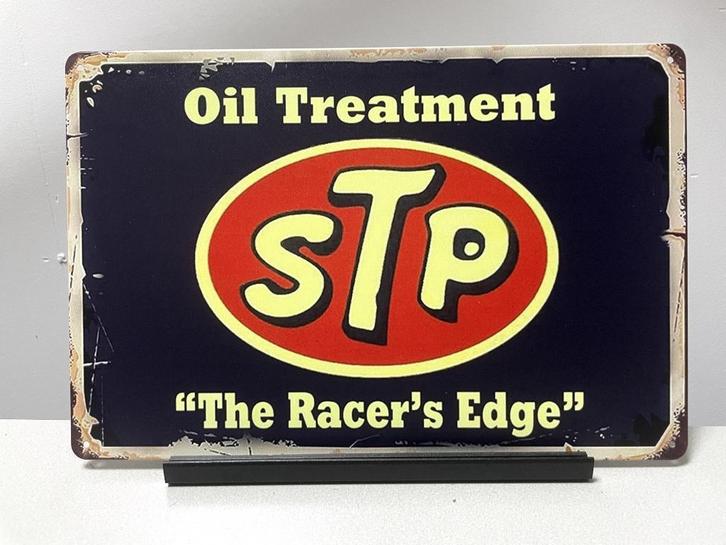 Oil Treatment
STP
“The Racer’s Edge”